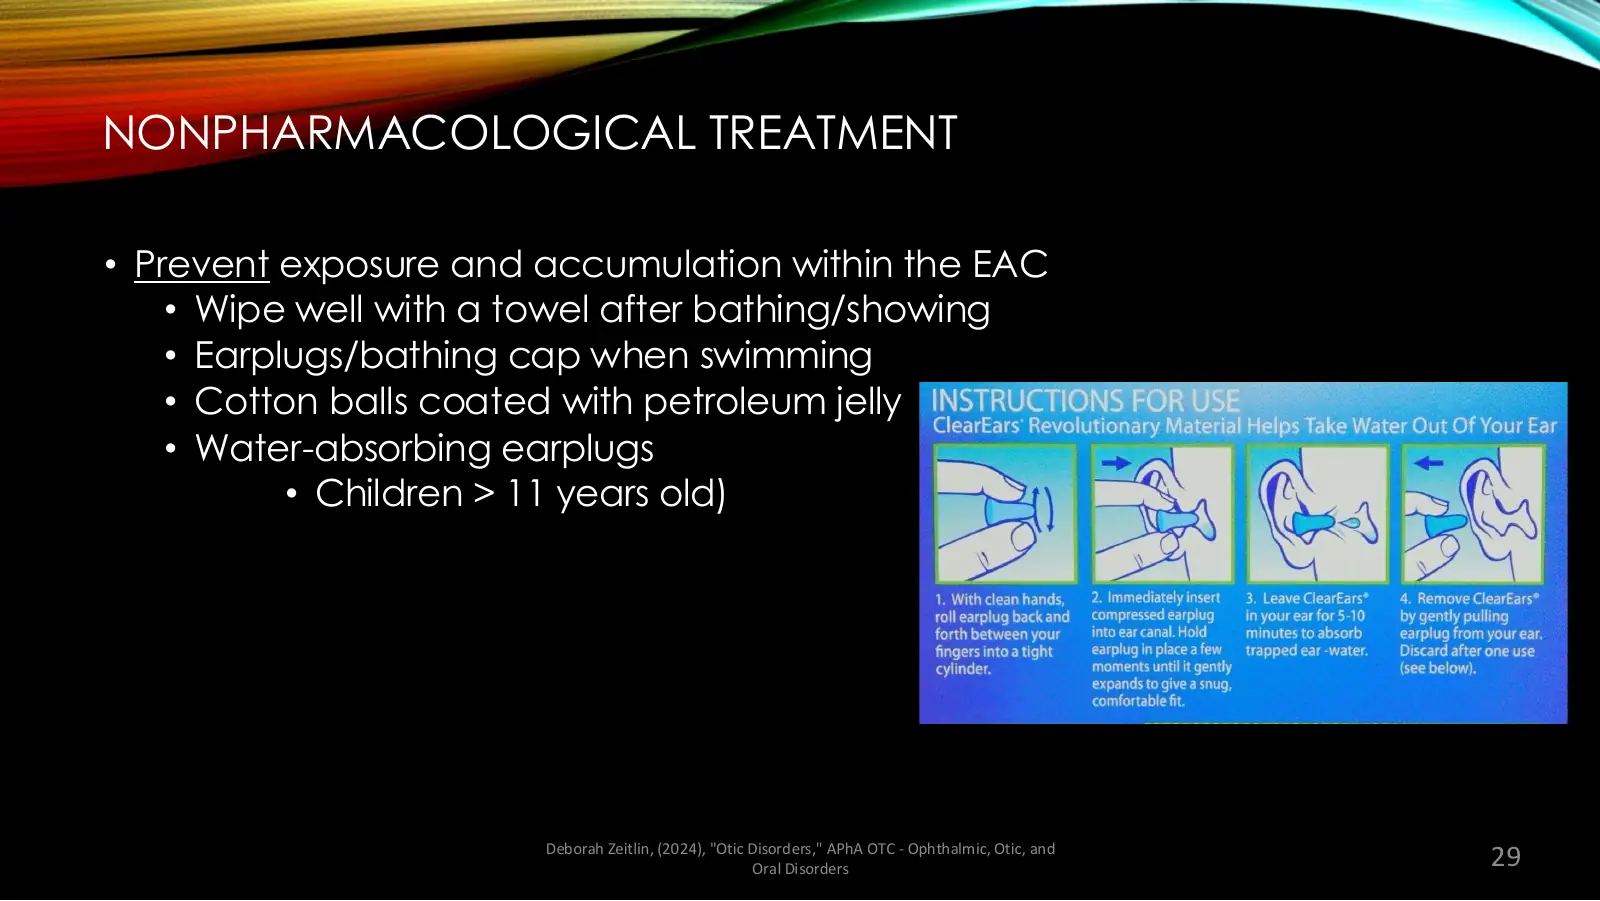 NONPHARMACOLOGICAL TREATMENT
• Prevent exposure and accumulation within the EAC
• Wipe well with a towel after bathing/showing
• Earplugs/bathing cap when swimming
• Cotton balls coated with petroleum jelly
• Water-absorbing earplugs
• Children > 11 years old)
INSTRUCTIONS FOR USE
ClearEars® Revolutionary Material Helps Take Water Out Of Your Ear
1. With clean hands,
roll earplug back and
forth between your
fingers into a tight
cylinder.
2. Immediately insert
compressed earplug
into ear canal. Hold
earplug in place a few
moments until it gently
expands to give a snug,
comfortable fit.
3. Leave ClearEars®
in your ear for 5-10
minutes to absorb
trapped ear -water.
4. Remove ClearEars®
by gently pulling
earplug from your ear.
Discard after one use
(see below).
Deborah Zeitlin, (2024), "Otic Disorders," APhA OTC - Ophthalmic, Otic, and
Oral Disorders
29